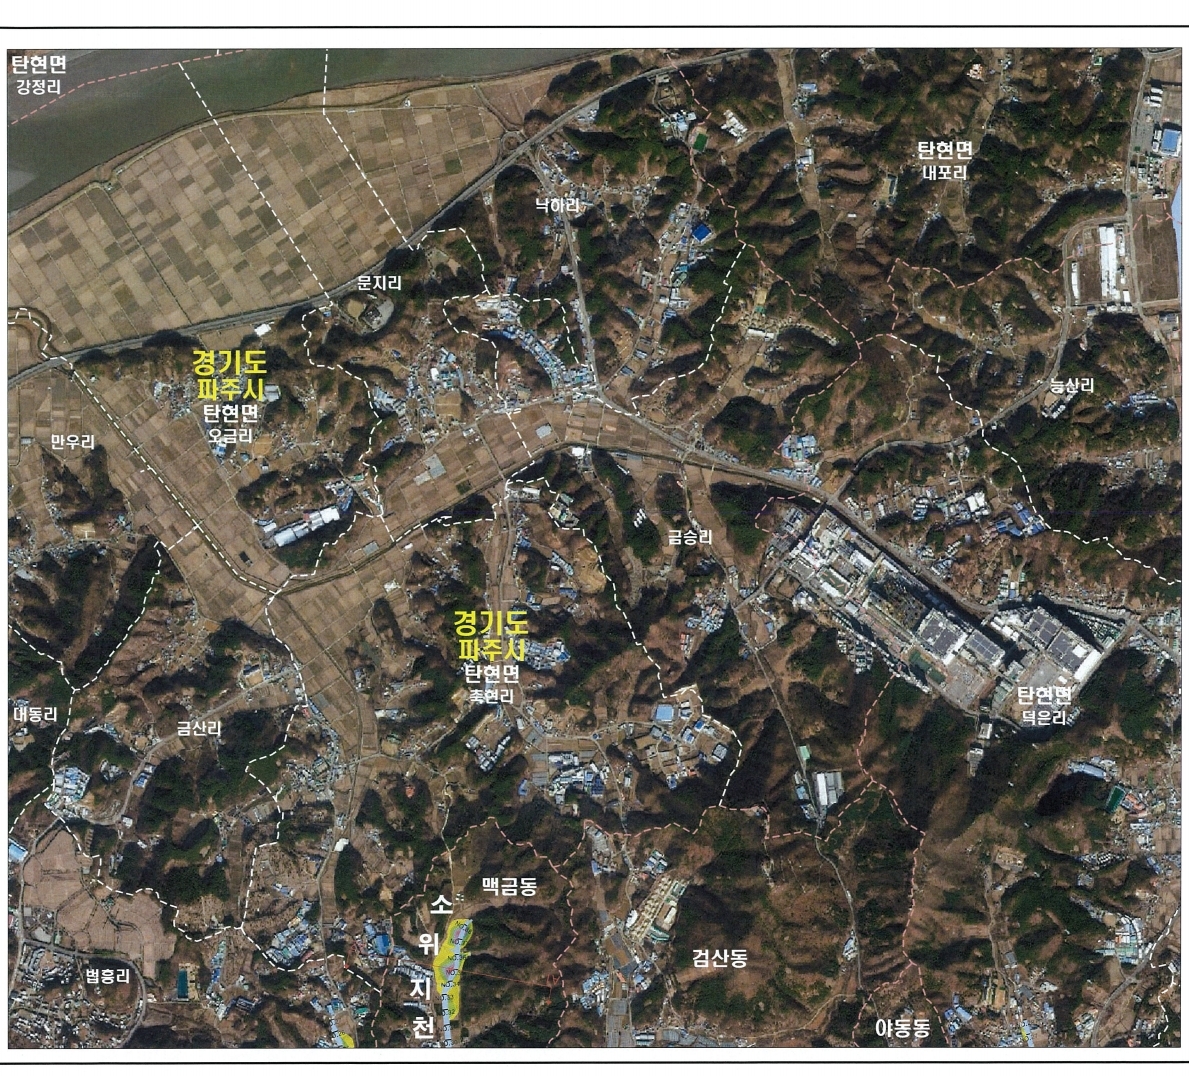 탄현면
강정리
탄현면
내포리
낙하리
문지리
경기도
파주시
탄현면
오금리
능산리
만우리
금승리
경기도
파주시
탄현면
축현리
탄현면
덕은리
대동리
금산리
맥금동
소
위
지
천
검산동
법흥리
야동동